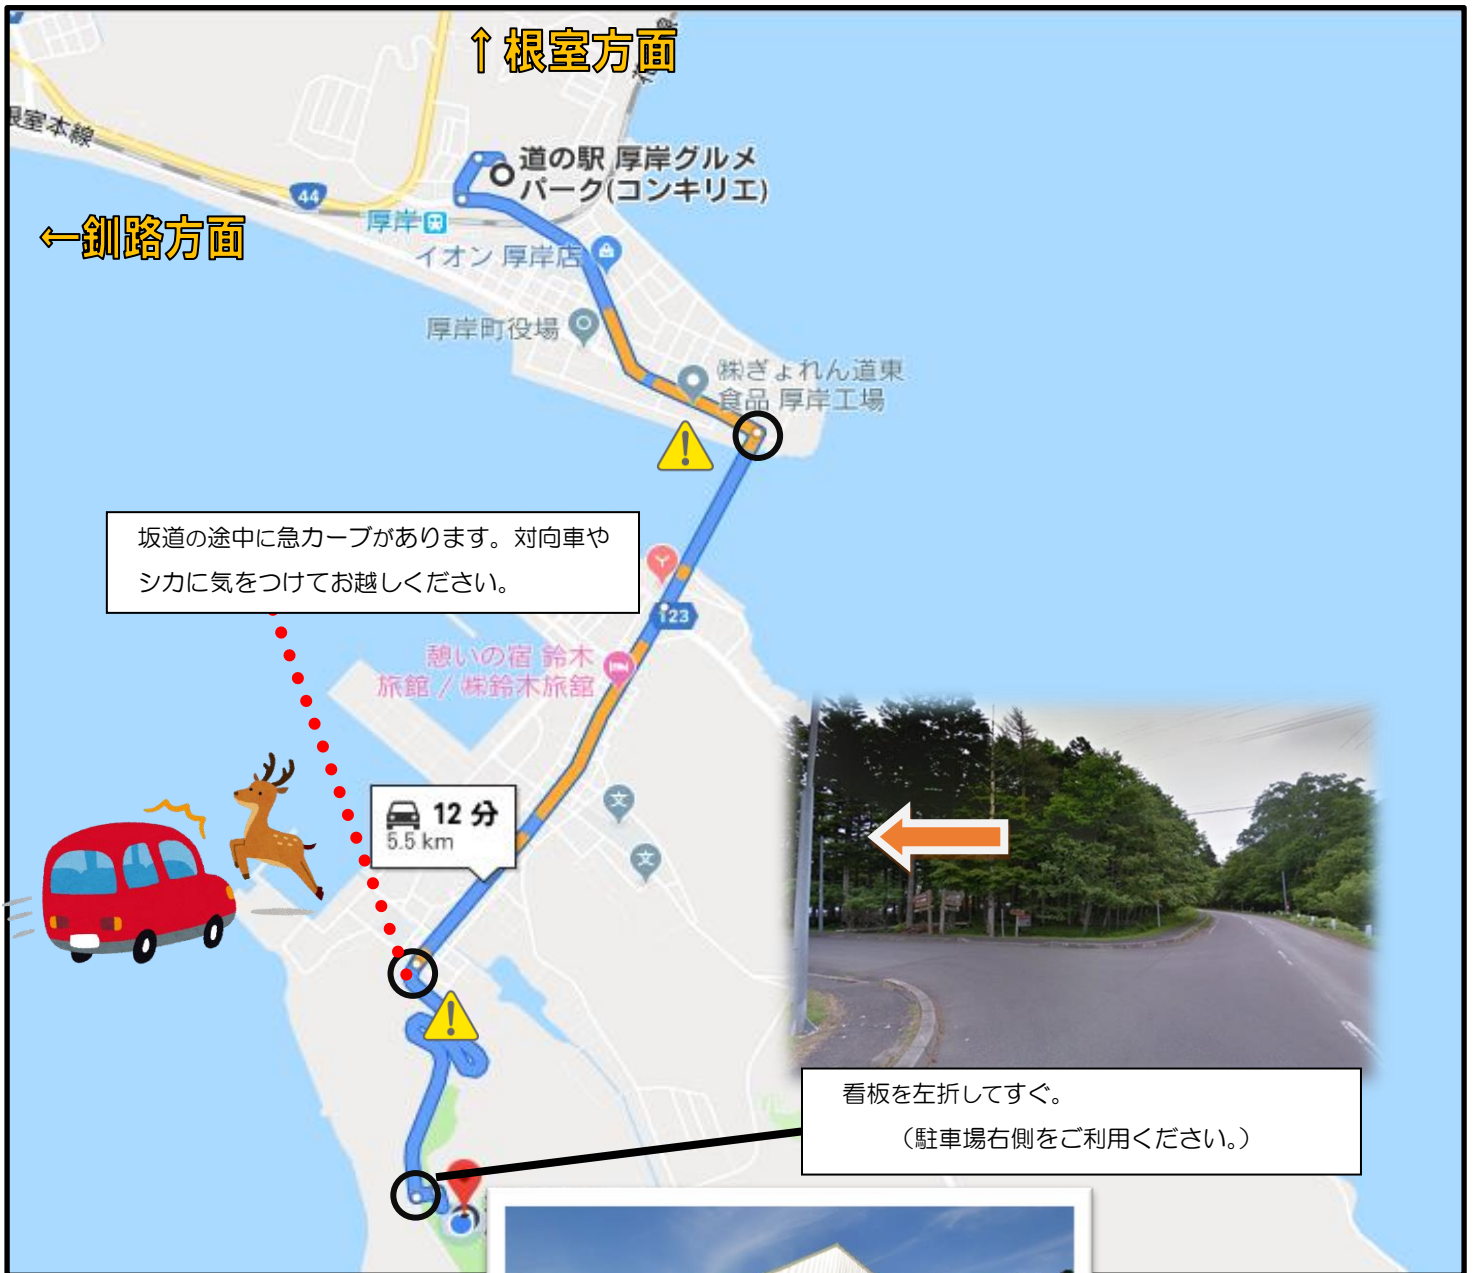 ↑根室方面
根室本線
道の駅 厚岸グルメ
パーク(コンキリエ)
44
厚岸
←釧路方面
イオン 厚岸店
厚岸町役場
㈱ぎょれん道東
食品 厚岸工場
坂道の途中に急カーブがあります。対向車や
シカに気をつけてお越しください。
123
憩いの宿 鈴木
旅館 / ㈱鈴木旅舘
文
12 分
5.5 km
文
看板を左折してすぐ。
（駐車場右側をご利用ください。）